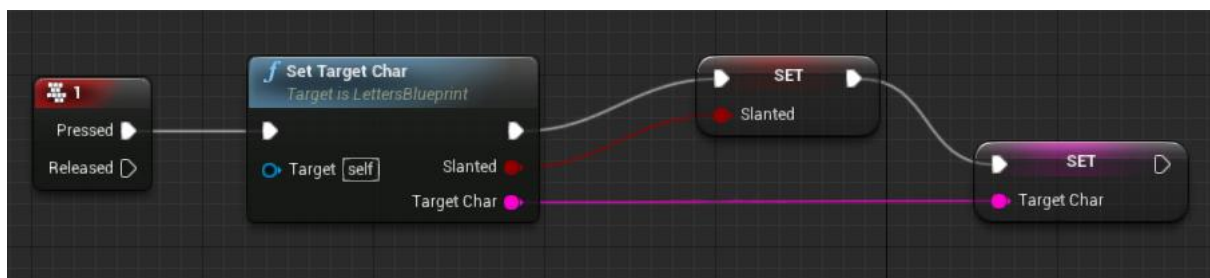 1
Pressed
Released
Set Target Char
Target is LettersBlueprint
Target self
Slanted
Target Char
SET
Slanted
SET
Target Char